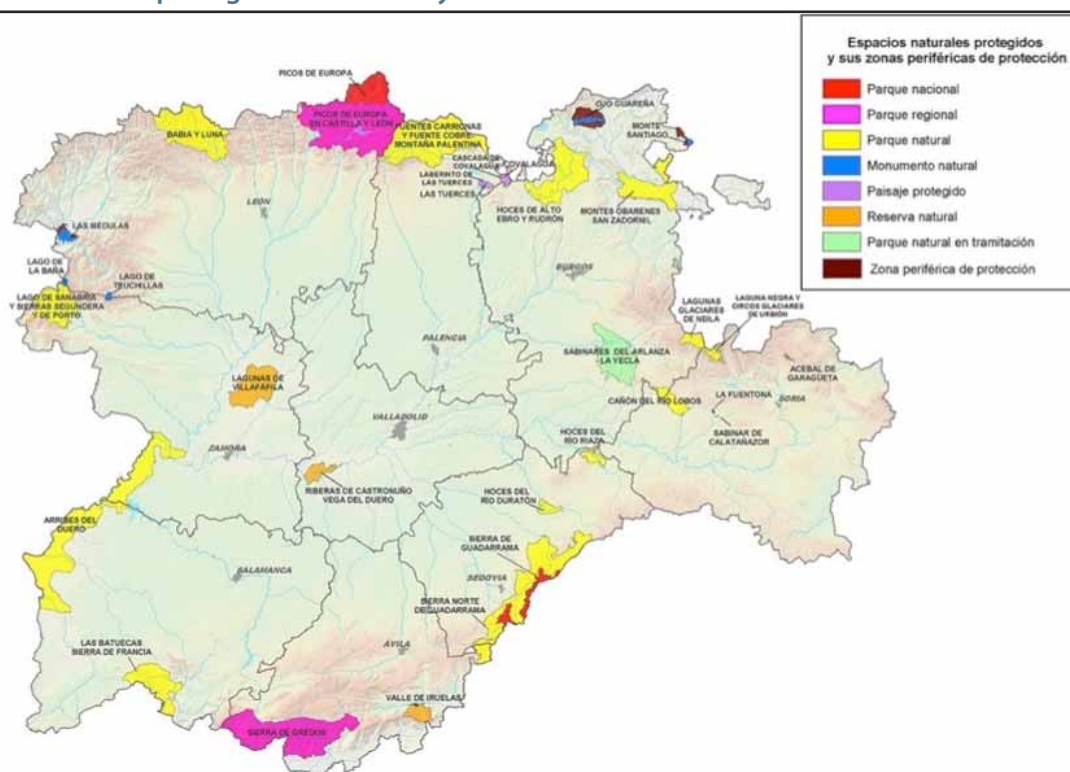 Espacios naturales protegidos
y sus zonas periféricas de protección
Parque nacional
Parque regional
Parque natural
Monumento natural
Paisaje protegido
Reserva natural
Parque natural en tramitación
Zona periférica de protección
PICOS DE EUROPA
PICOS DE EUROPA
EN CASTILLA Y LEÓN
BABIA Y LUNA
FUENTES CARRIONAS
Y FUENTE COBRE-
MONTAÑA PALENTINA
OJO GUAREÑA
MONTE
SANTIAGO
CASCADA DE
COVALAGUA
COVALAGUA
LABERINTO DE
LAS TUERCES
LAS TUERCES
HOCES DE ALTO
EBRO Y RUDRÓN
MONTES OBARENES
SAN ZADORNIL
LEÓN
LAS MÉDULAS
LAGO DE
LA BAÑA
LAGO DE
TRUCHILLAS
LAGO DE SANABRIA
Y SIERRAS SEGUNDERA
Y DE PORTO
BURGOS
LAGUNAS
GLACIARES
DE NEILA
LAGUNA NEGRA Y
CIRCOS GLACIARES
DE URBIÓN
PALENCIA
SABINARES DEL ARLANZA
LA YECLA
ACEBAL DE
GARAGÜETA
LAGUNAS DE
VILLAFÁFILA
CAÑÓN DEL RÍO LOBOS
LA FUENTONA
SORIA
SABINAR DE
CALATAÑAZOR
VALLADOLID
ZAMORA
HOCES DEL
RÍO RIAZA
RIBERAS DE CASTRONUÑO
VEGA DEL DUERO
HOCES DEL
RÍO DURATÓN
ARRIBES DEL
DUERO
SIERRA DE
GUADARRAMA
SALAMANCA
SEGOVIA
SIERRA NORTE
DE GUADARRAMA
LAS BATUECAS
SIERRA DE FRANCIA
ÁVILA
VALLE DE IRUELAS
SIERRA DE GREDOS